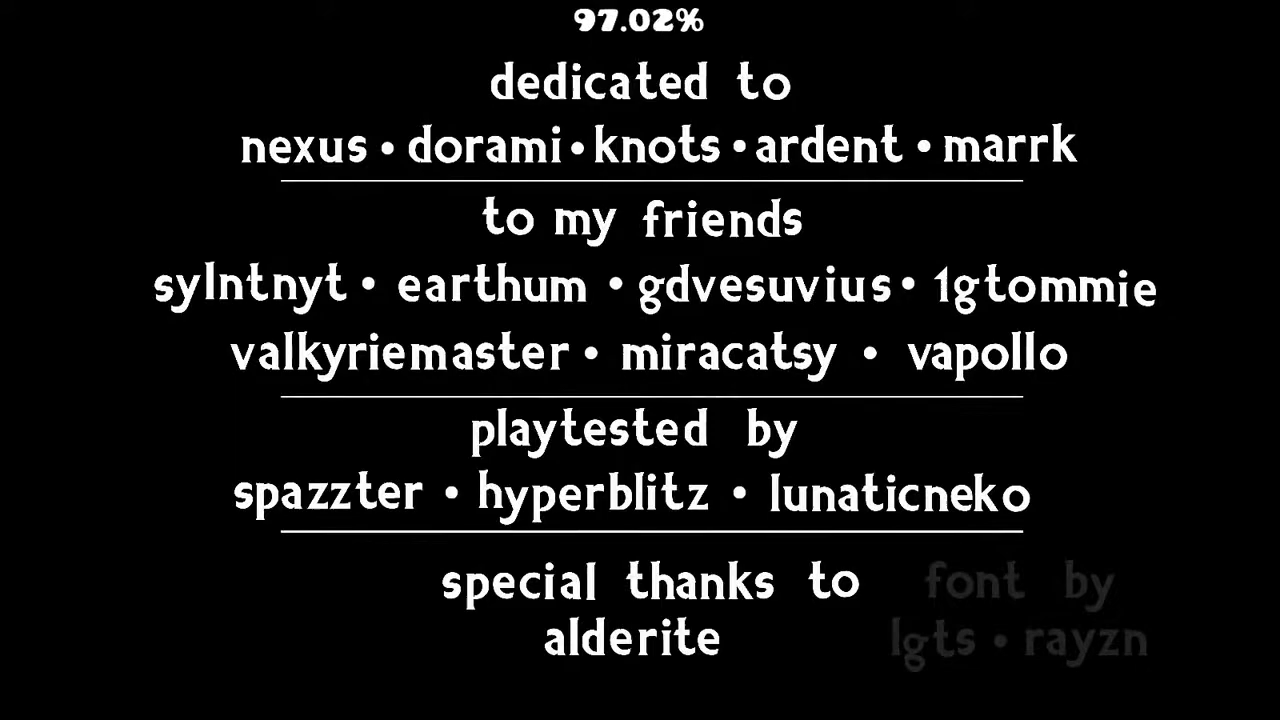 97.02%
dedicated to
nexus • dorami • knots • ardent • marrk
to my friends
sylntnyt • earthum • gdvesuvius • 1gtommie
valkyriemaster • miracatsy • vapollo
playtested by
spazzter • hyperblitz • lunaticneko
special thanks to
alderite
font by
lgts • rayzn